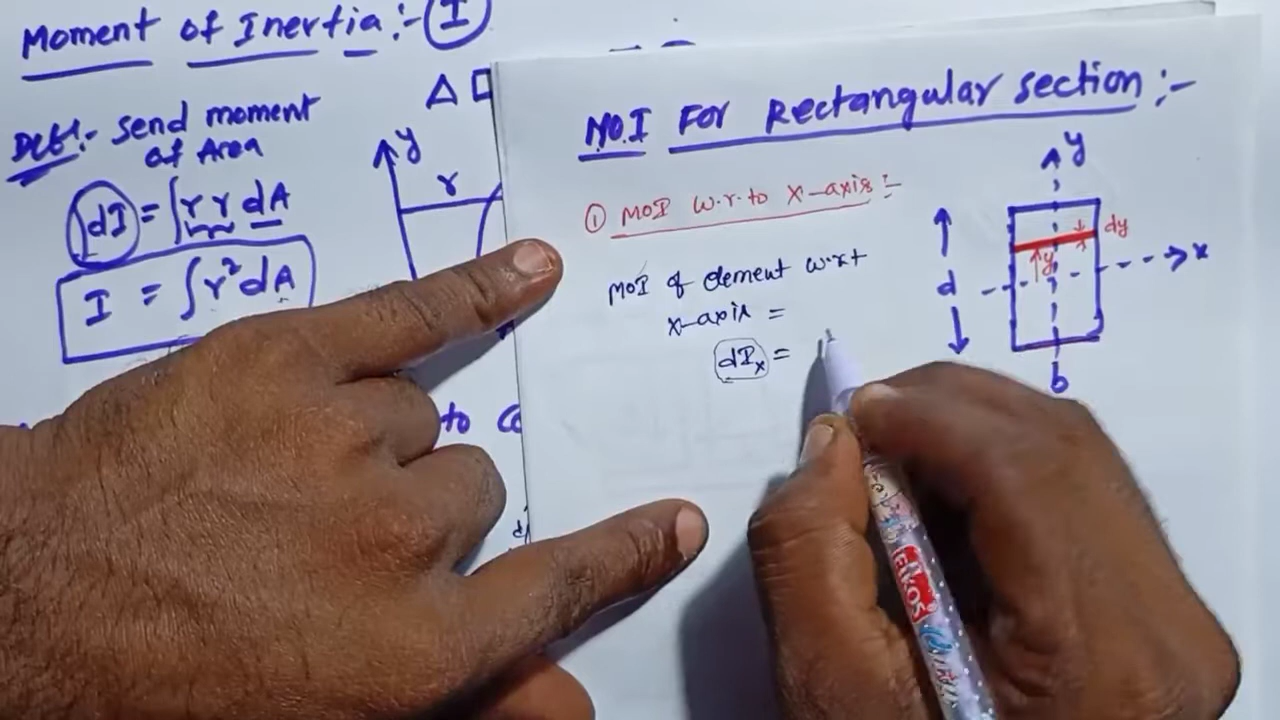 Moment of Inertia :- I
Def:- Send moment
of Area
dI = ∫ r r dA
I = ∫ r² dA
y
r
to
M.O.I For Rectangular section :-
① MOI w.r.to X-axis :-
MOI of element w.r.t
x-axis =
dIx =
y
dy
y
x
d
b
ELKOS